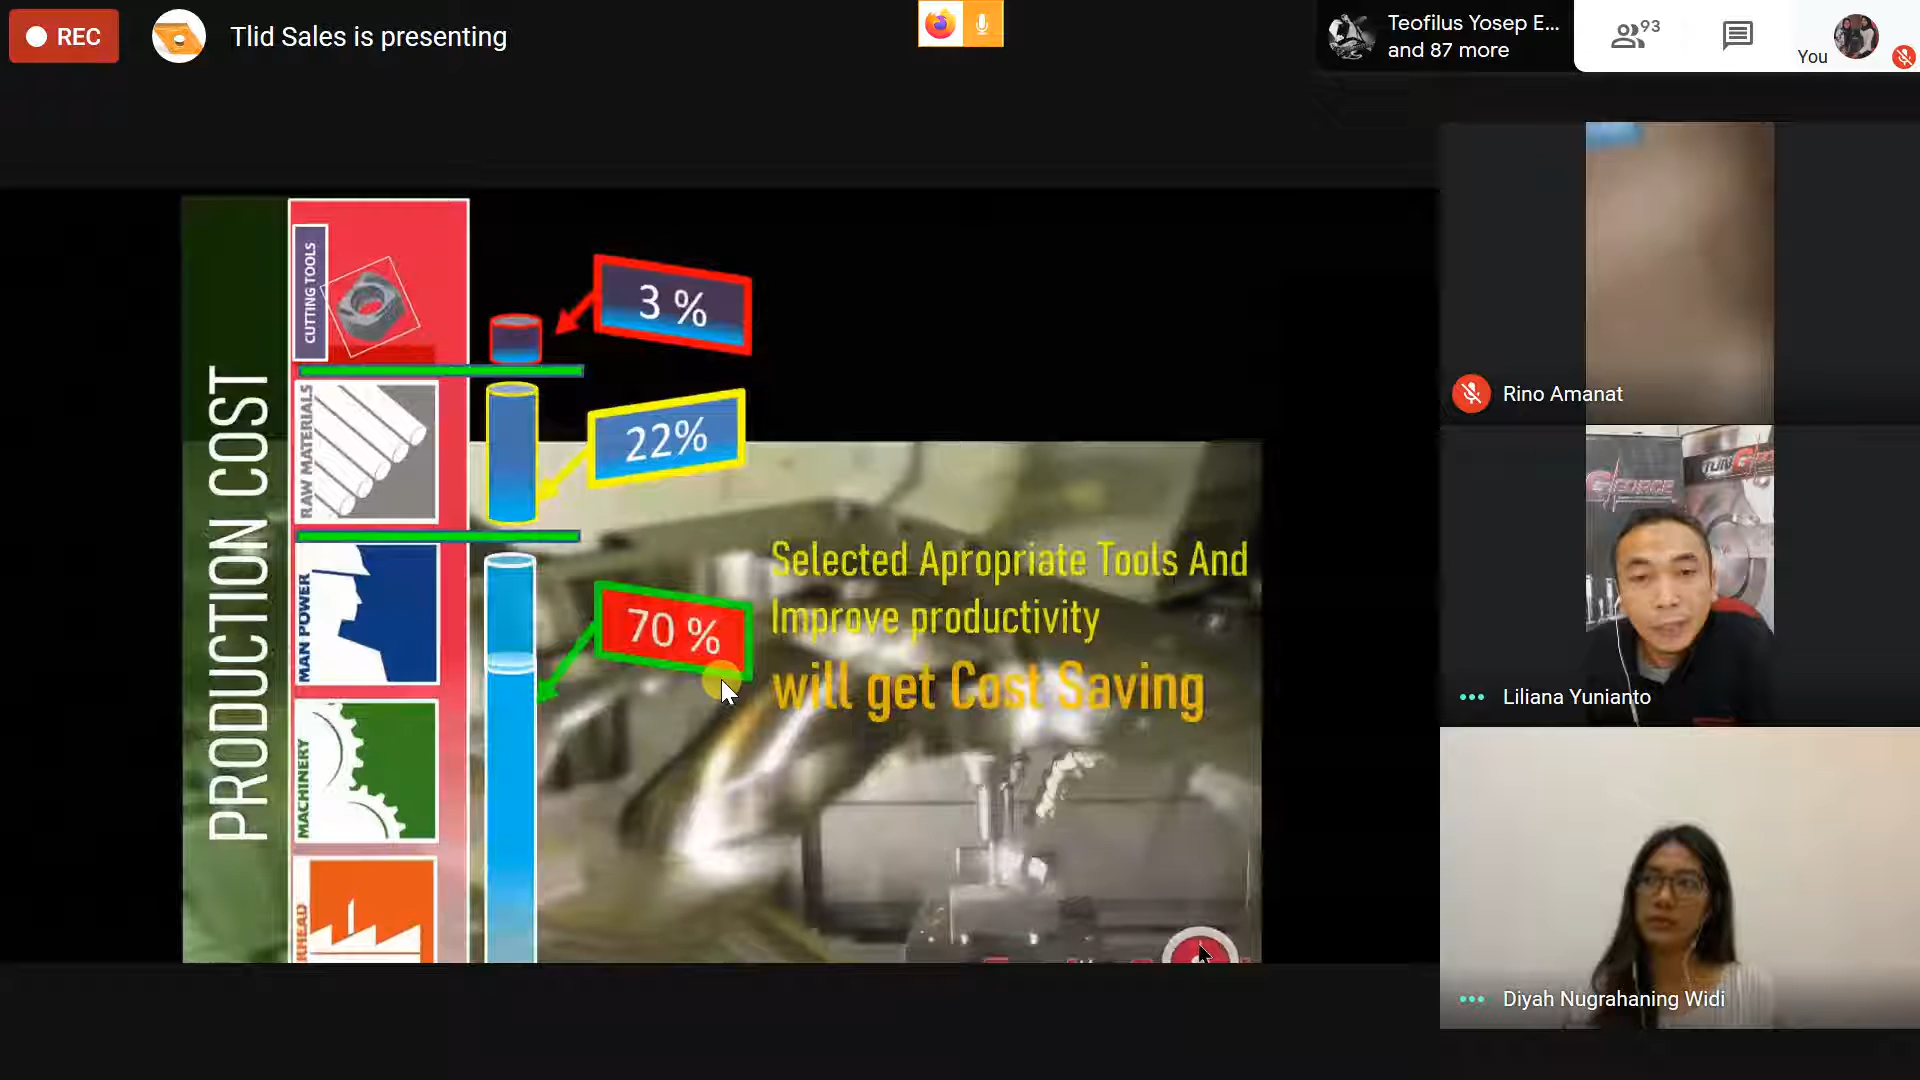 REC
Tlid Sales is presenting
Teofilus Yosep E...
and 87 more
93
You
PRODUCTION COST
CUTTING TOOLS
RAW MATERIALS
MAN POWER
MACHINERY
3 %
22%
70 %
Selected Apropriate Tools And
Improve productivity
will get Cost Saving
Rino Amanat
Liliana Yunianto
Diyah Nugrahaning Widi